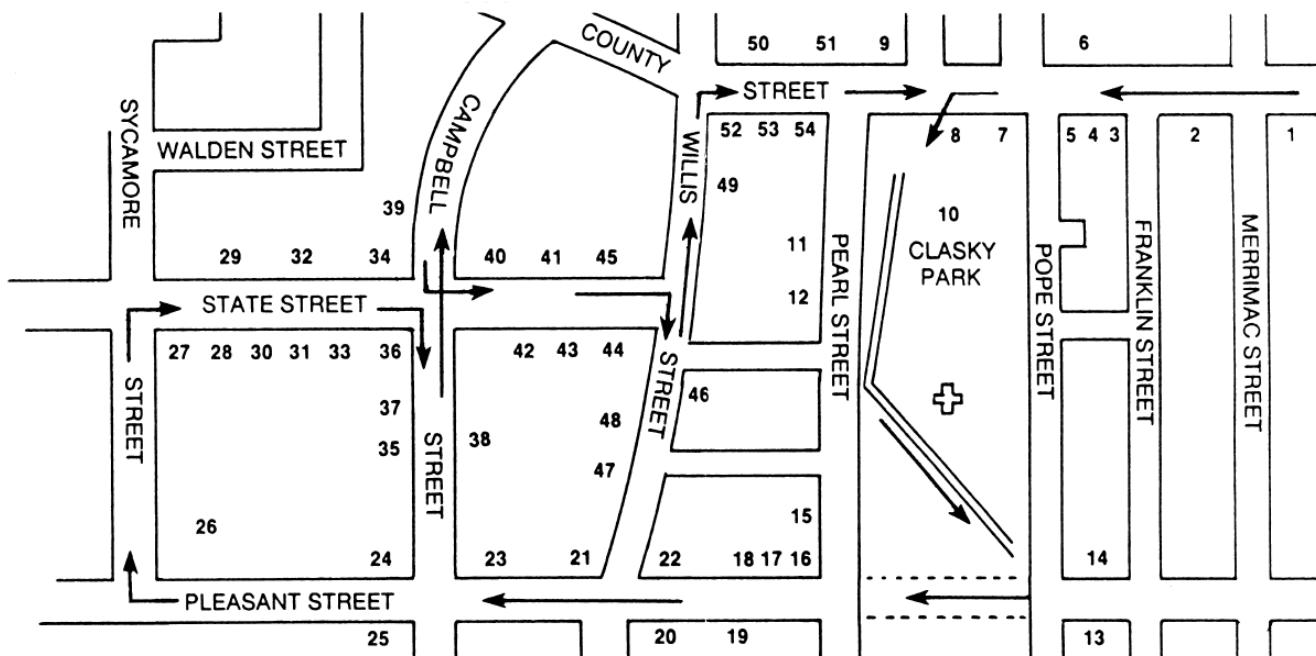 COUNTY
50 51 9 6
STREET
CAMPBELL
SYCAMORE
WILLIS
52 53 54 8 7 5 4 3 2 1
WALDEN STREET
49
39
10
29 32 34 40 41 45 11
CLASKY
PARK
PEARL STREET
POPE STREET
FRANKLIN STREET
MERRIMAC STREET
STATE STREET
12
27 28 30 31 33 36 42 43 44
STREET
STREET
STREET
37 46
35 38 48
47
26 15
24 23 21 22 18 17 16 14
PLEASANT STREET
25 20 19 13